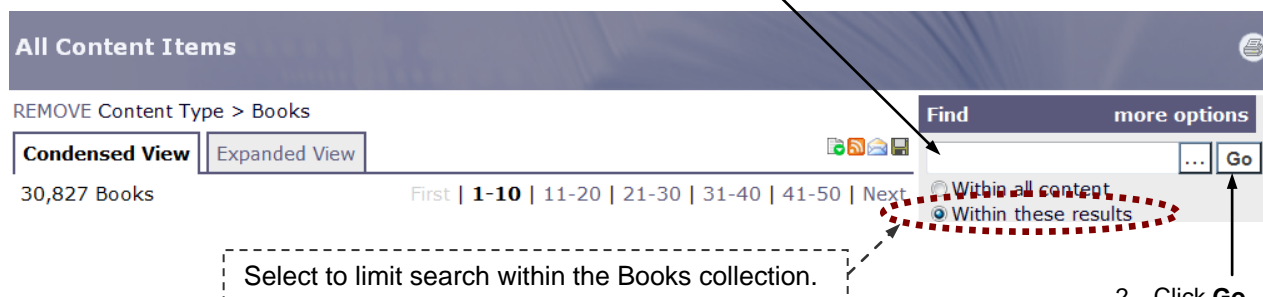 All Content Items
REMOVE Content Type > Books
Find more options
Condensed View Expanded View
... Go
30,827 Books First | 1-10 | 11-20 | 21-30 | 31-40 | 41-50 | Next
Within all content
Within these results
Select to limit search within the Books collection.
2. Click Go